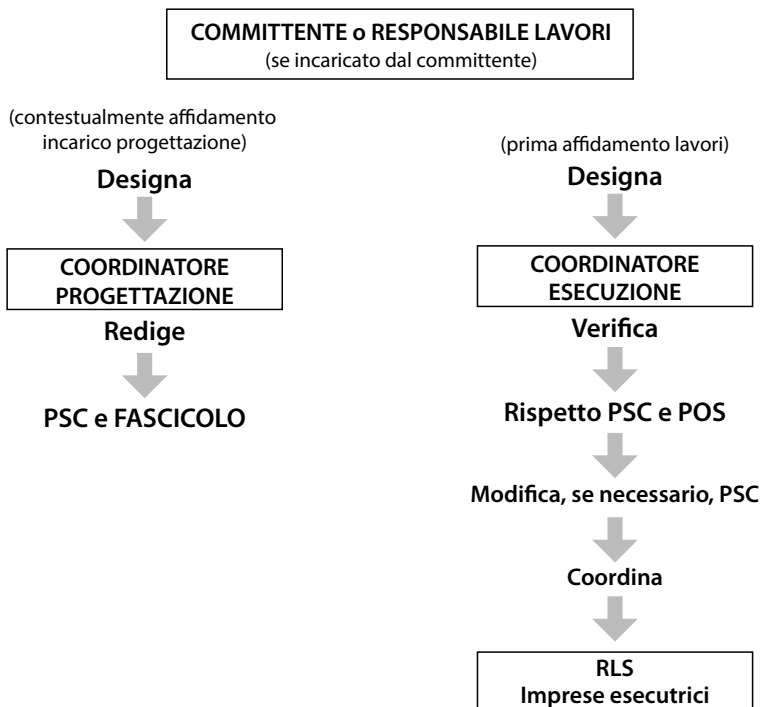 COMMITTENTE o RESPONSABILE LAVORI
(se incaricato dal committente)
(contestualmente affidamento
incarico progettazione)
Designa
COORDINATORE
PROGETTAZIONE
Redige
PSC e FASCICOLO
(prima affidamento lavori)
Designa
COORDINATORE
ESECUZIONE
Verifica
Rispetto PSC e POS
Modifica, se necessario, PSC
Coordina
RLS
Imprese esecutrici